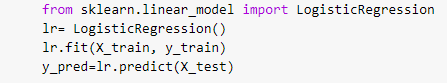 from sklearn.linear_model import LogisticRegression
lr= LogisticRegression()
lr.fit(X_train, y_train)
y_pred=lr.predict(X_test)